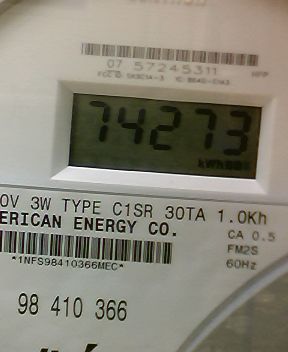 07 57245311
HPP
74273
kWh
0V 3W TYPE C1SR 30TA 1.0Kh
ERICAN ENERGY CO.
CA 0.5
FM2S
*1NFS98410366MEC*
60Hz
98 410 366